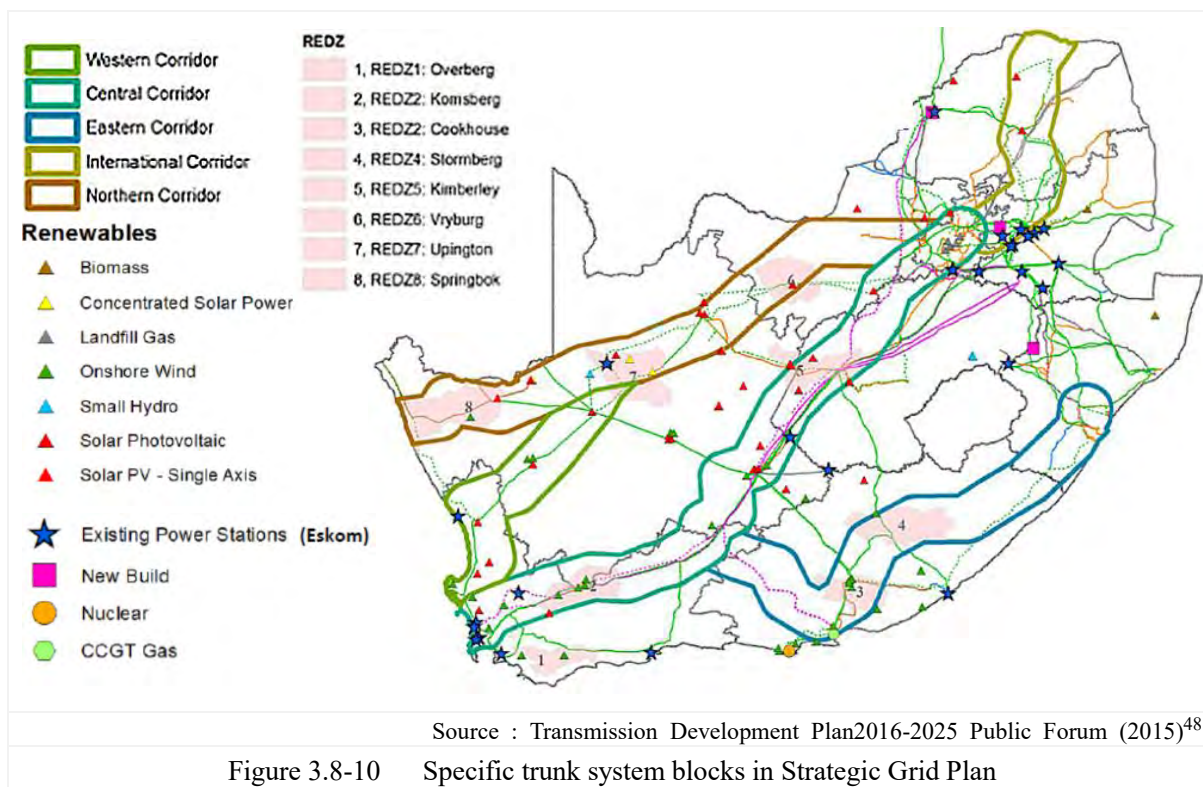 Western Corridor
Central Corridor
Eastern Corridor
International Corridor
Northern Corridor
Renewables
Biomass
Concentrated Solar Power
Landfill Gas
Onshore Wind
Small Hydro
Solar Photovoltaic
Solar PV - Single Axis
Existing Power Stations (Eskom)
New Build
Nuclear
CCGT Gas
REDZ
1, REDZ1: Overberg
2, REDZ2: Komsberg
3, REDZ2: Cookhouse
4, REDZ4: Stormberg
5, REDZ5: Kimberley
6, REDZ6: Vryburg
7, REDZ7: Upington
8, REDZ8: Springbok
6
7
5
8
4
2
3
1
Source : Transmission Development Plan2016-2025 Public Forum (2015)48
Figure 3.8-10 Specific trunk system blocks in Strategic Grid Plan